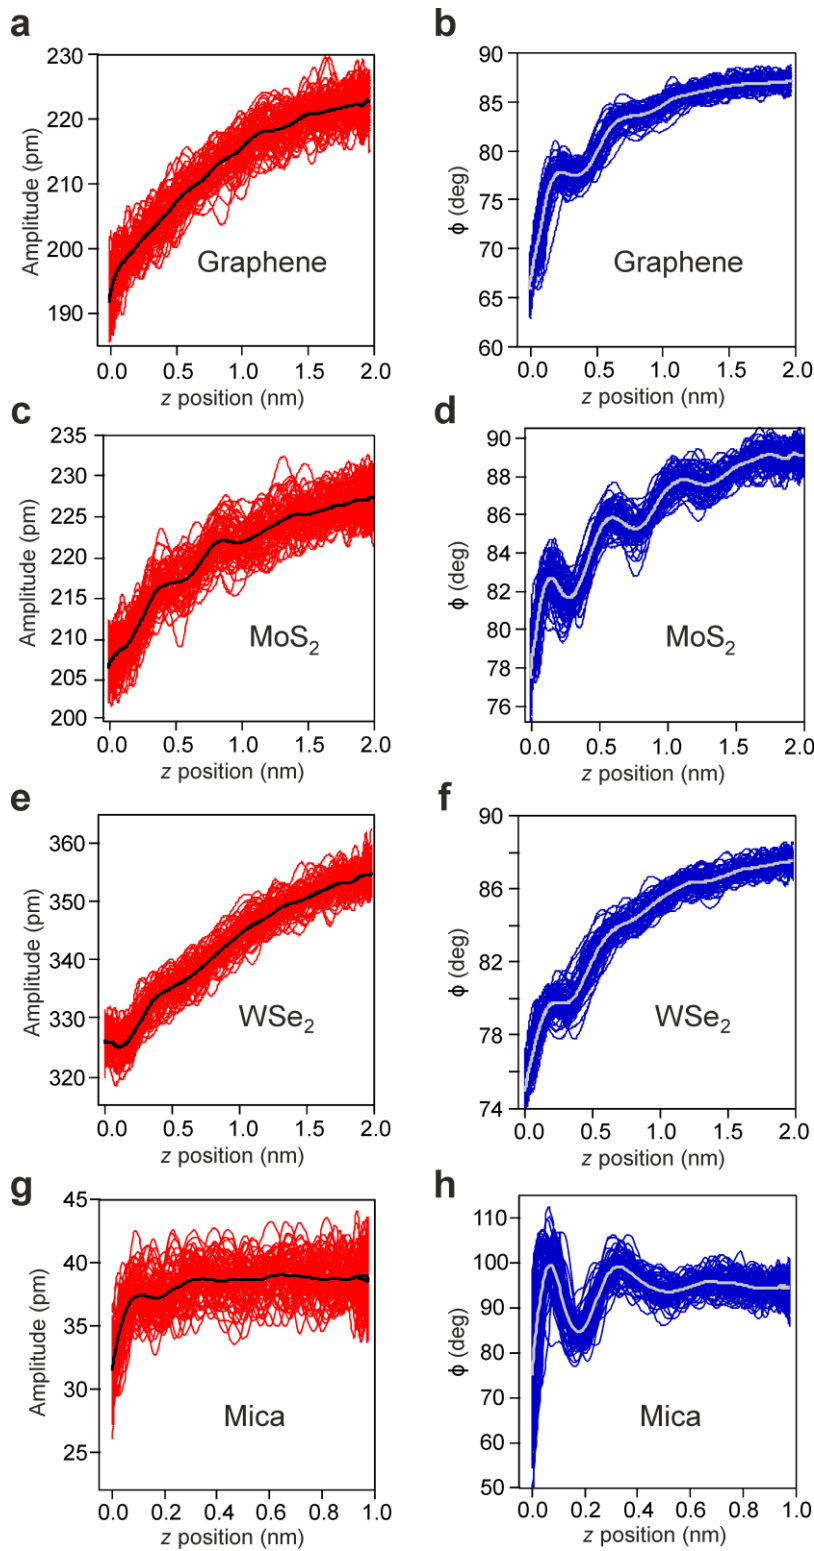 a
230
220
210
200
190
Amplitude (pm)
Graphene
0.0 0.5 1.0 1.5 2.0
z position (nm)
b
90
85
80
75
70
65
60
ϕ (deg)
Graphene
0.0 0.5 1.0 1.5 2.0
z position (nm)
c
235
230
225
220
215
210
205
200
Amplitude (pm)
MoS₂
0.0 0.5 1.0 1.5 2.0
z position (nm)
d
90
88
86
84
82
80
78
76
ϕ (deg)
MoS₂
0.0 0.5 1.0 1.5 2.0
z position (nm)
e
360
350
340
330
320
Amplitude (pm)
WSe₂
0.0 0.5 1.0 1.5 2.0
z position (nm)
f
90
86
82
78
74
ϕ (deg)
WSe₂
0.0 0.5 1.0 1.5 2.0
z position (nm)
g
45
40
35
30
25
Amplitude (pm)
Mica
0.0 0.2 0.4 0.6 0.8 1.0
z position (nm)
h
110
100
90
80
70
60
50
ϕ (deg)
Mica
0.0 0.2 0.4 0.6 0.8 1.0
z position (nm)